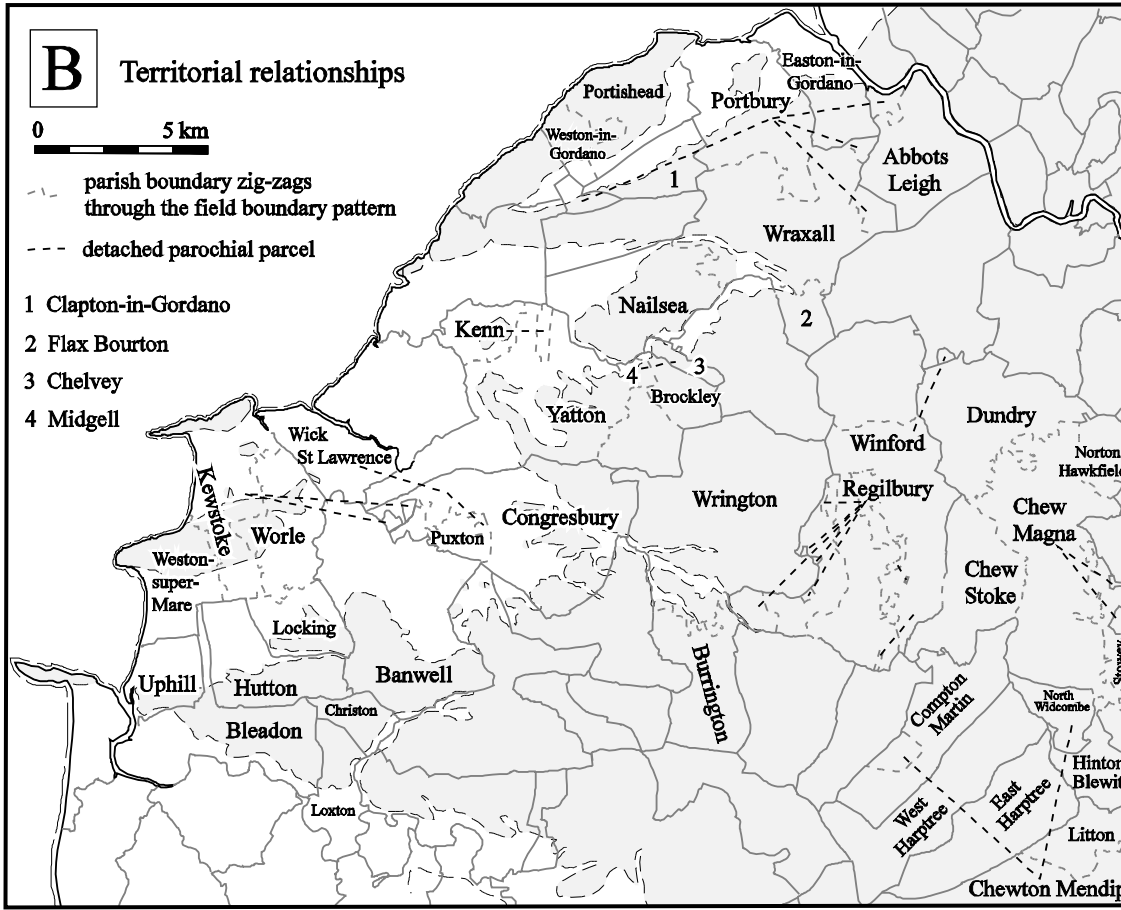 B Territorial relationships
0 5 km
parish boundary zig-zags
through the field boundary pattern
detached parochial parcel
1 Clapton-in-Gordano
2 Flax Bourton
3 Chelvey
4 Midgell
Easton-in-
Gordano
Portishead
Portbury
Weston-in-
Gordano
Abbots
Leigh
1
Wraxall
Nailsea
2
Kenn
3
4
Brockley
Yatton
Dundry
Wick
St Lawrence
Winford
Norton
Hawkfield
Kewstoke
Regilbury
Wrington
Congresbury
Chew
Magna
Worle
Puxton
Weston-
super-
Mare
Chew
Stoke
Locking
Burrington
Stowey
Banwell
Uphill
Hutton
Compton
Martin
North
Widcombe
Christon
Bleadon
Hinton
Blewit
East
Harptree
West
Harptree
Loxton
Litton
Chewton Mendip